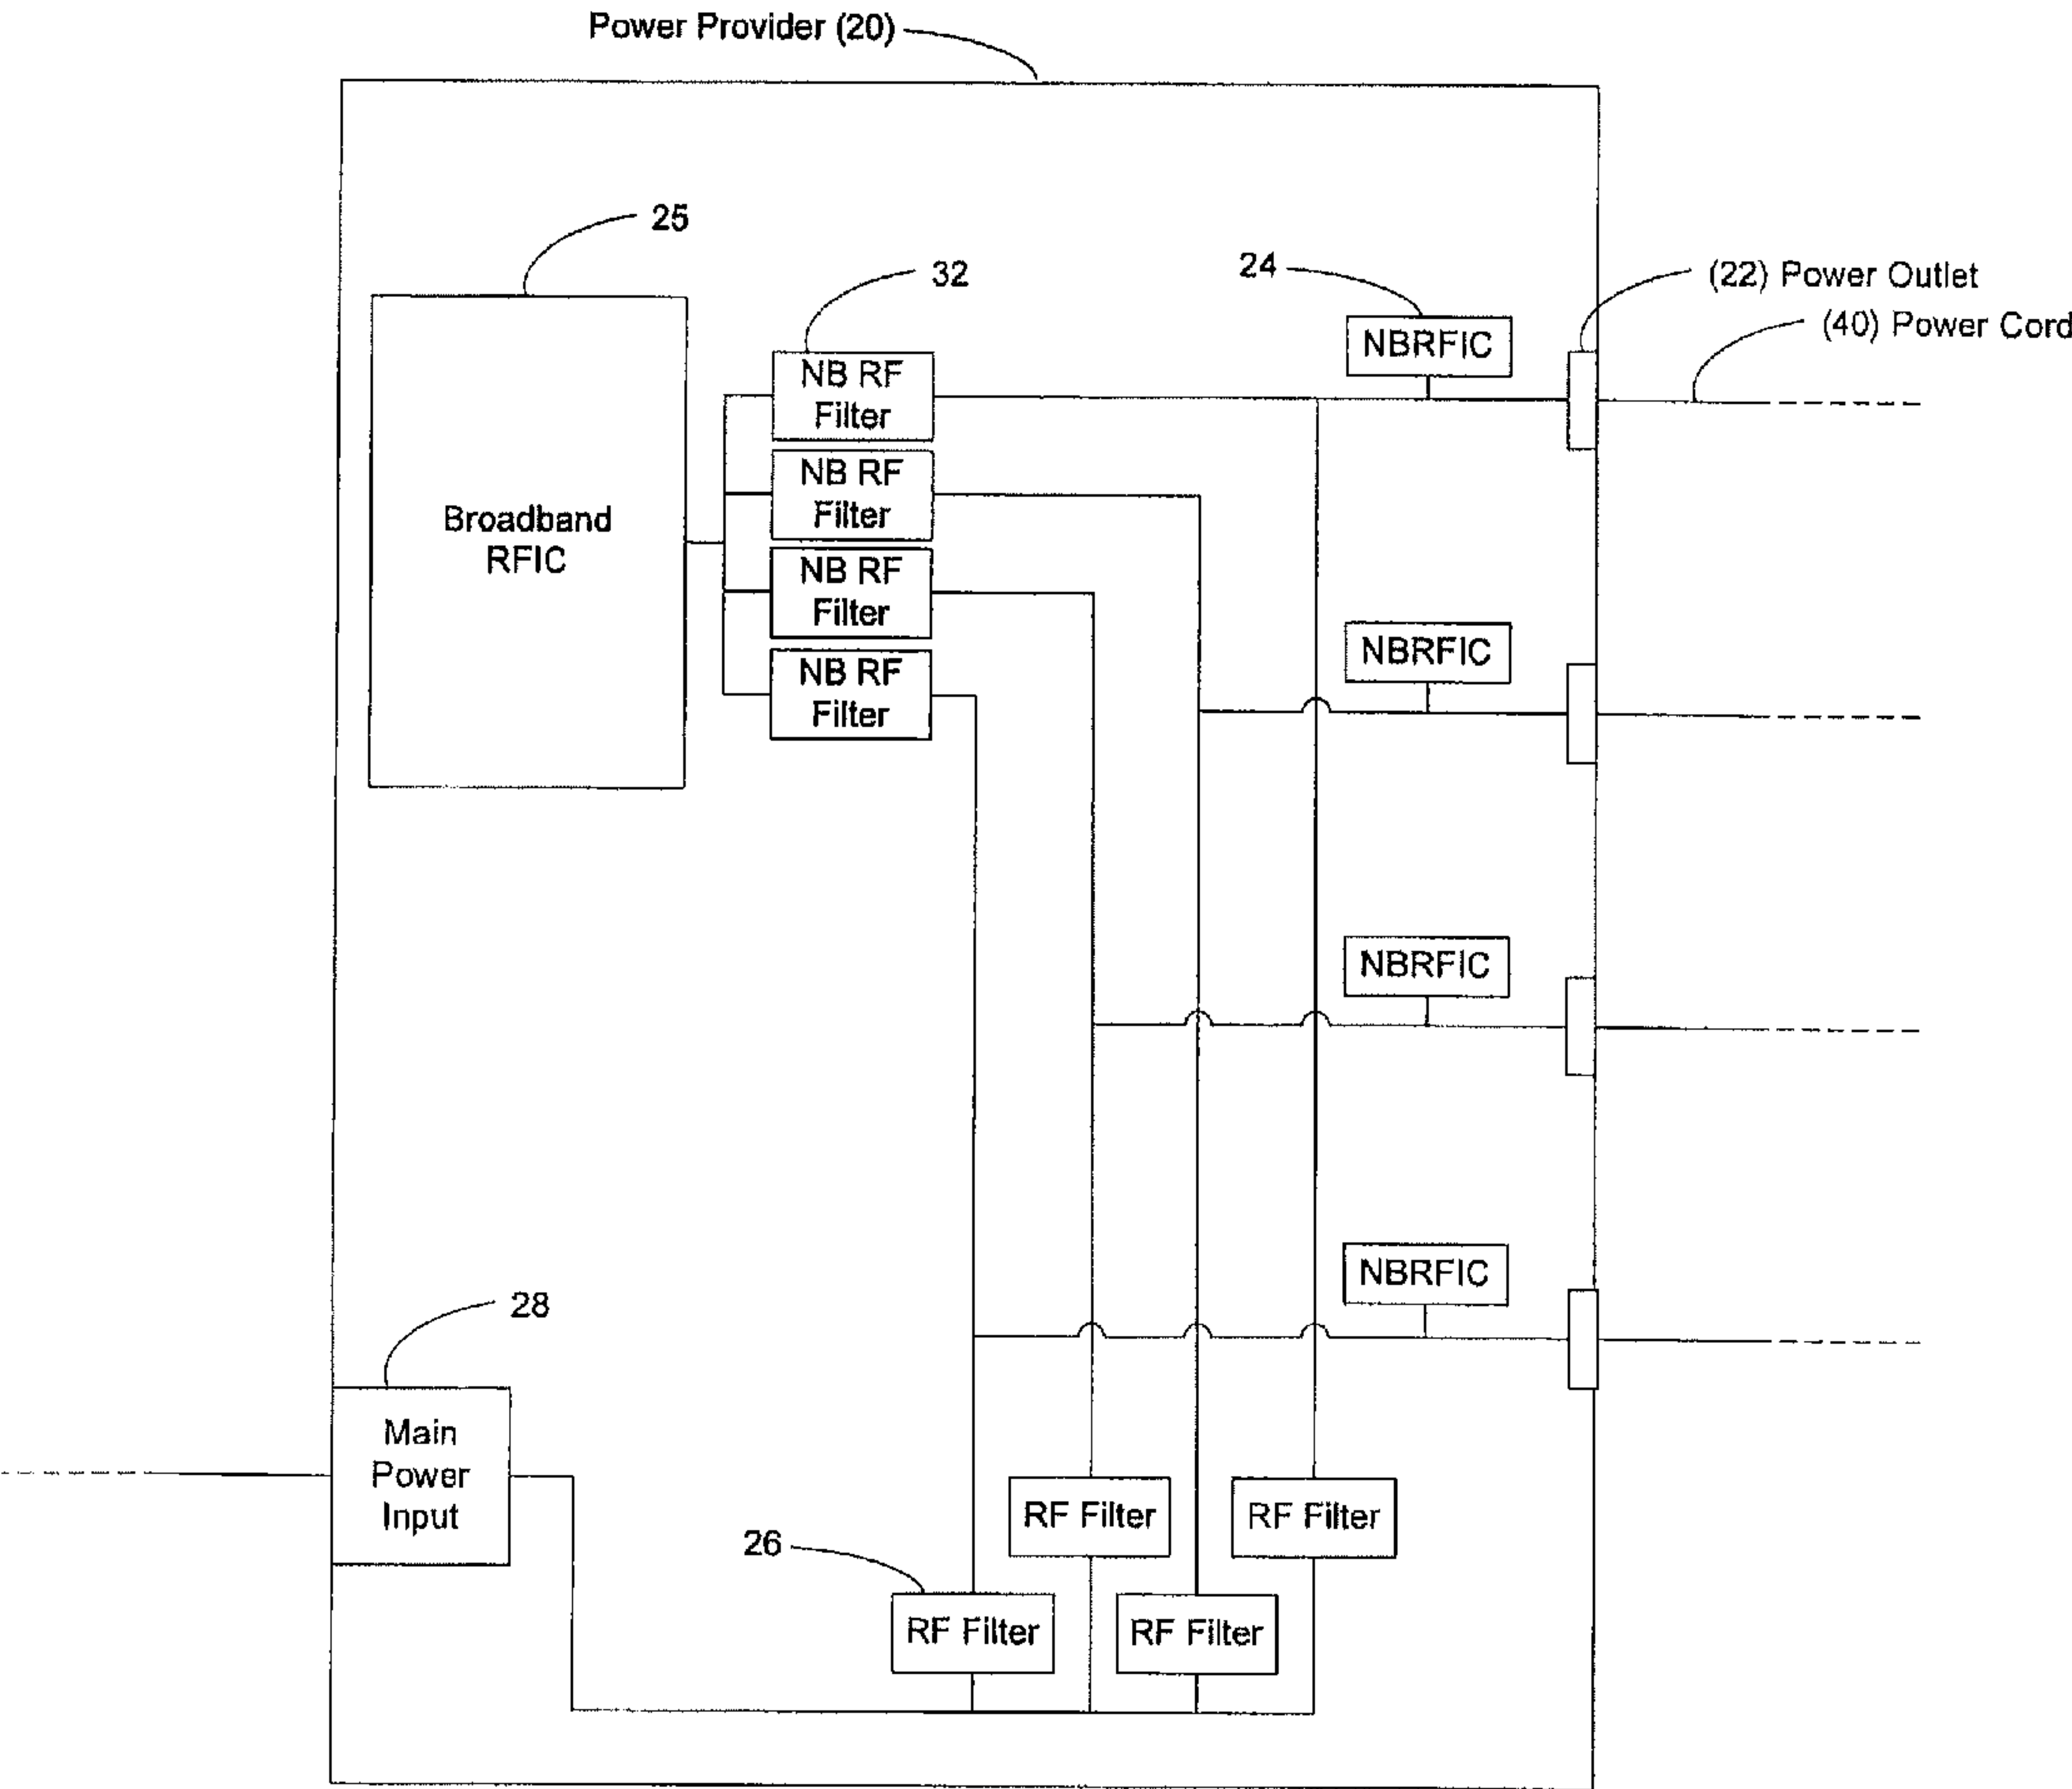 Power Provider (20)
25
32
24
(22) Power Outlet
(40) Power Cord
NBRFIC
NB RF
Filter
NB RF
Filter
Broadband
RFIC
NB RF
Filter
NBRFIC
NB RF
Filter
NBRFIC
NBRFIC
28
Main
Power
Input
RF Filter
RF Filter
26
RF Filter
RF Filter